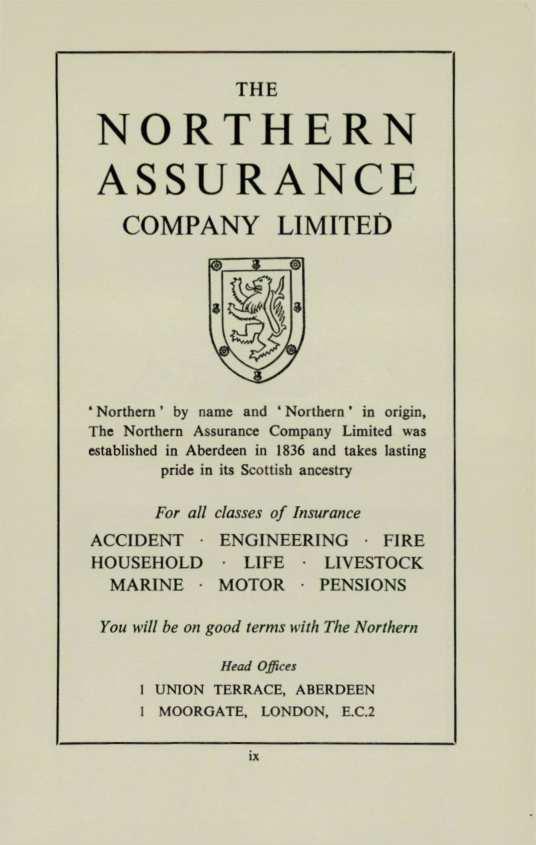 THE
NORTHERN
ASSURANCE
COMPANY LIMITED
‘ Northern ’ by name and ‘ Northern ’ in origin,
The Northern Assurance Company Limited was
established in Aberdeen in 1836 and takes lasting
pride in its Scottish ancestry
For all classes of Insurance
ACCIDENT · ENGINEERING · FIRE
HOUSEHOLD · LIFE · LIVESTOCK
MARINE · MOTOR · PENSIONS
You will be on good terms with The Northern
Head Offices
1 UNION TERRACE, ABERDEEN
1 MOORGATE, LONDON, E.C.2
ix